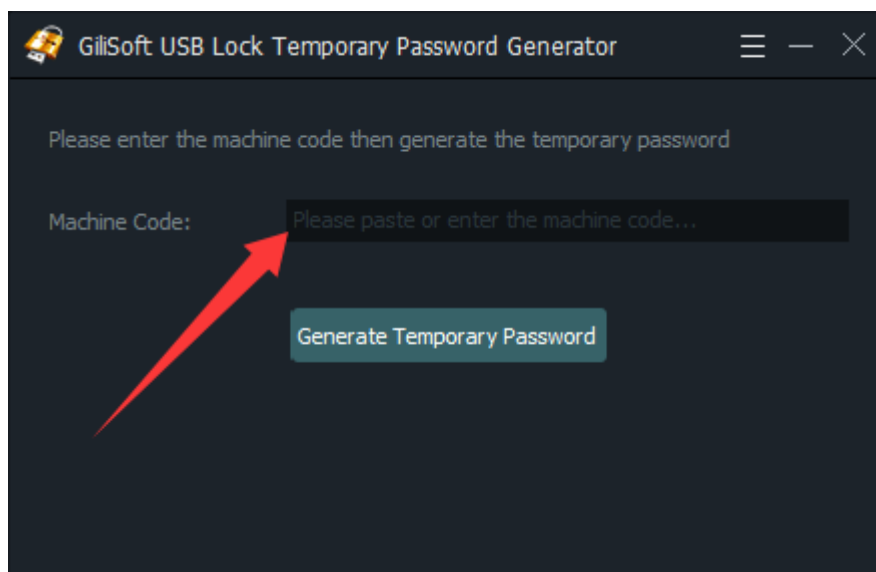 GiliSoft USB Lock Temporary Password Generator
Please enter the machine code then generate the temporary password
Machine Code:
Please paste or enter the machine code...
Generate Temporary Password